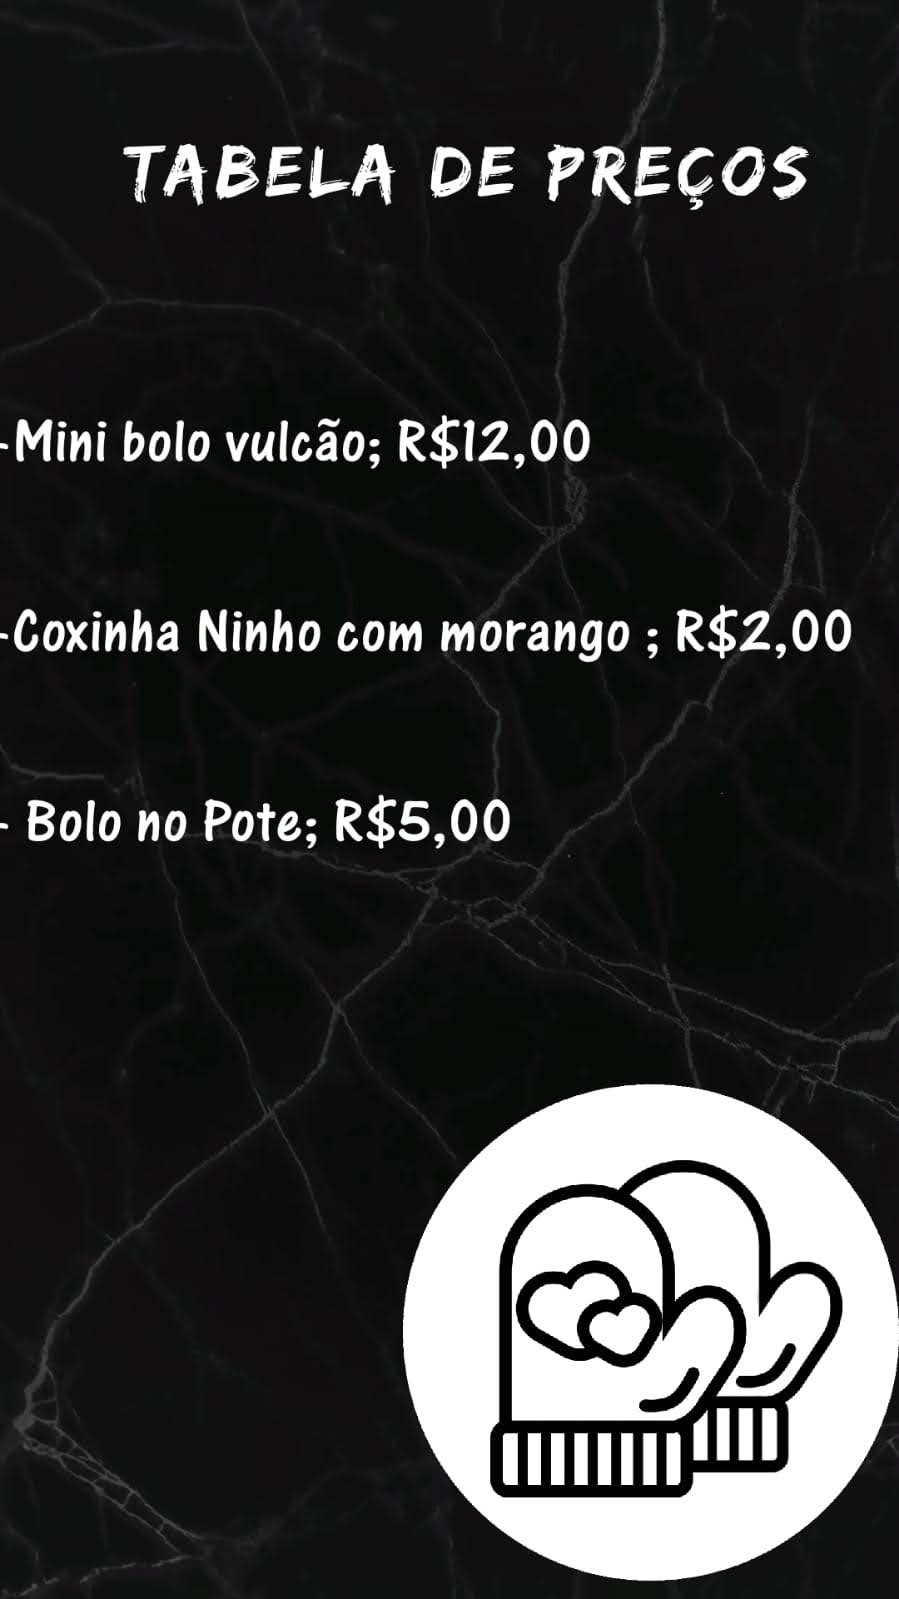 TABELA DE PREÇOS
-Mini bolo vulcão; R$12,00
-Coxinha Ninho com morango ; R$2,00
- Bolo no Pote; R$5,00